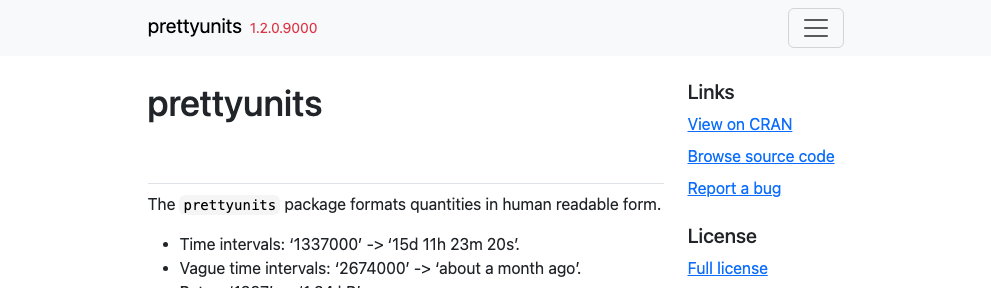 prettyunits 1.2.0.9000
prettyunits
The prettyunits package formats quantities in human readable form.
• Time intervals: ‘1337000’ -> ‘15d 11h 23m 20s’.
• Vague time intervals: ‘2674000’ -> ‘about a month ago’.
Links
View on CRAN
Browse source code
Report a bug
License
Full license